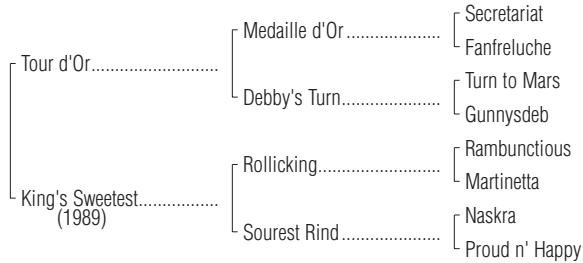 Secretariat
Medaille d'Or....................
Fanfreluche
Tour d'Or...........................
Turn to Mars
Debby's Turn.....................
Gunnysdeb
Rambunctious
Rollicking..........................
Martinetta
King's Sweetest.................
(1989)
Naskra
Sourest Rind.....................
Proud n' Happy